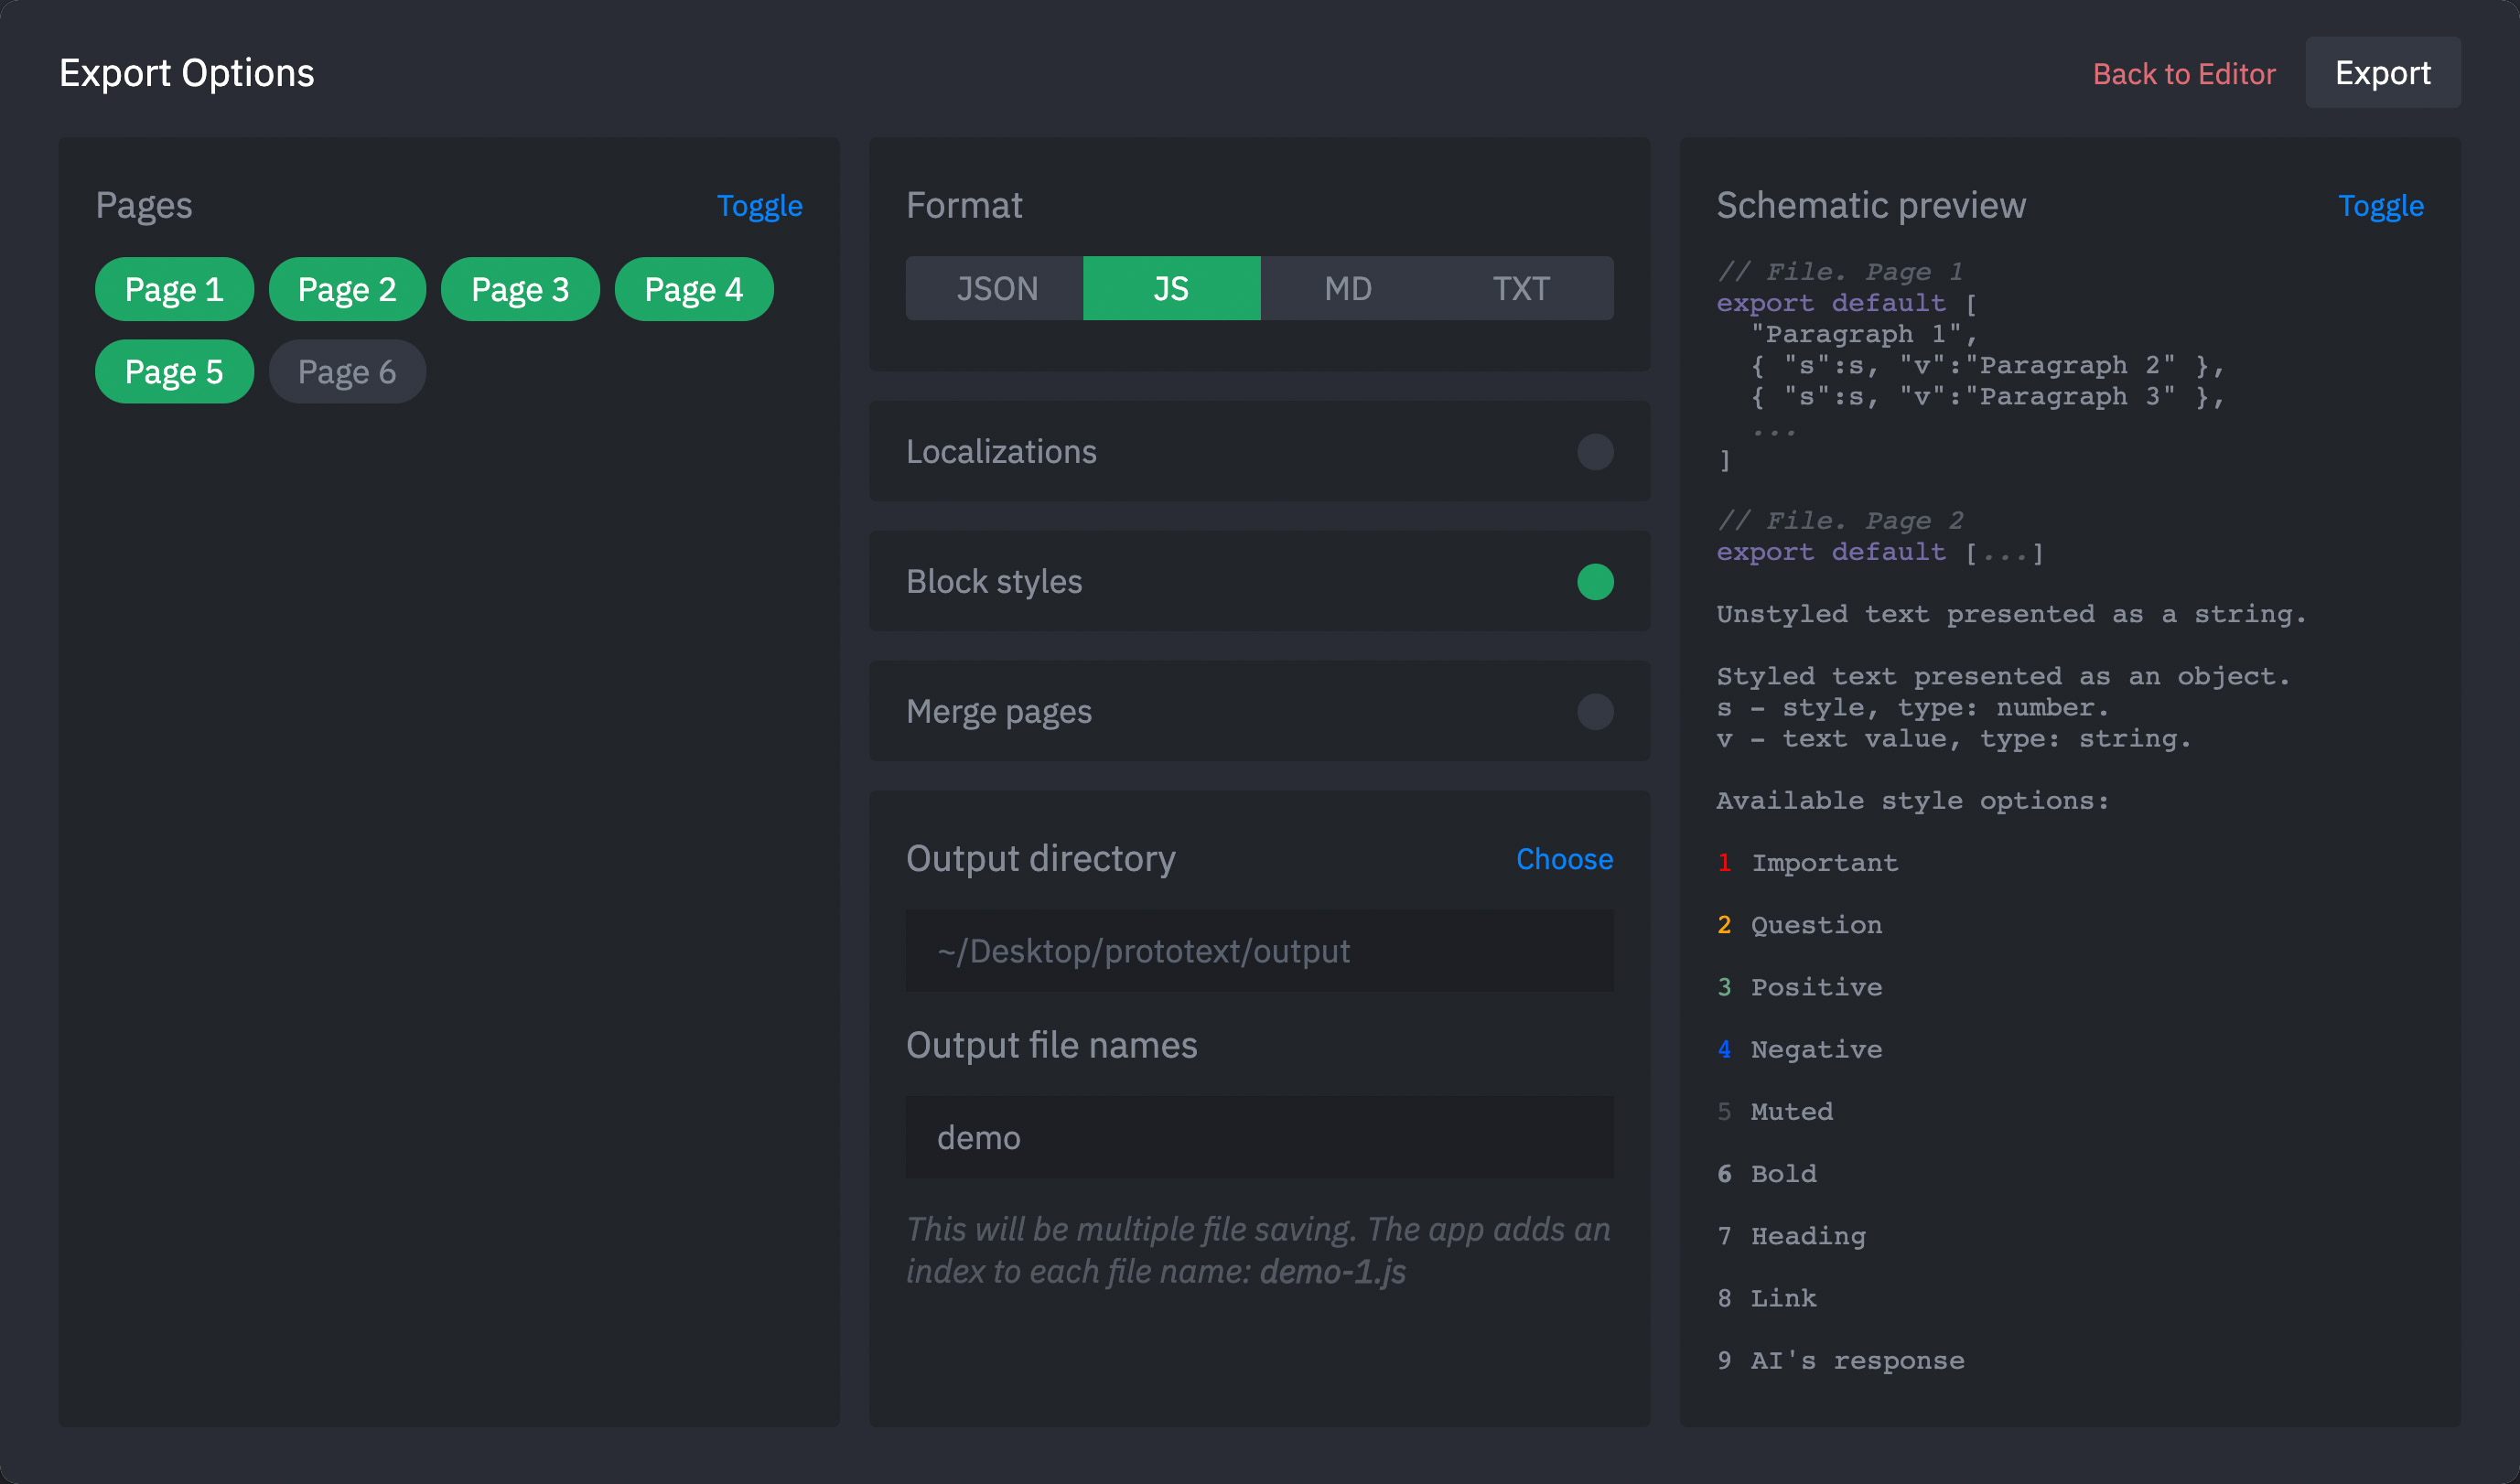 Export Options
Back to Editor
Export
Pages
Toggle
Page 1 Page 2 Page 3 Page 4
Page 5 Page 6
Format
JSON JS MD TXT
Localizations
Block styles
Merge pages
Output directory
Choose
~/Desktop/prototext/output
Output file names
demo
This will be multiple file saving. The app adds an
index to each file name: demo-1.js
Schematic preview
Toggle
// File. Page 1
export default [
  "Paragraph 1",
  { "s":s, "v":"Paragraph 2" },
  { "s":s, "v":"Paragraph 3" },
  ...
]
// File. Page 2
export default [...]
Unstyled text presented as a string.
Styled text presented as an object.
s – style, type: number.
v – text value, type: string.
Available style options:
1 Important
2 Question
3 Positive
4 Negative
5 Muted
6 Bold
7 Heading
8 Link
9 AI's response